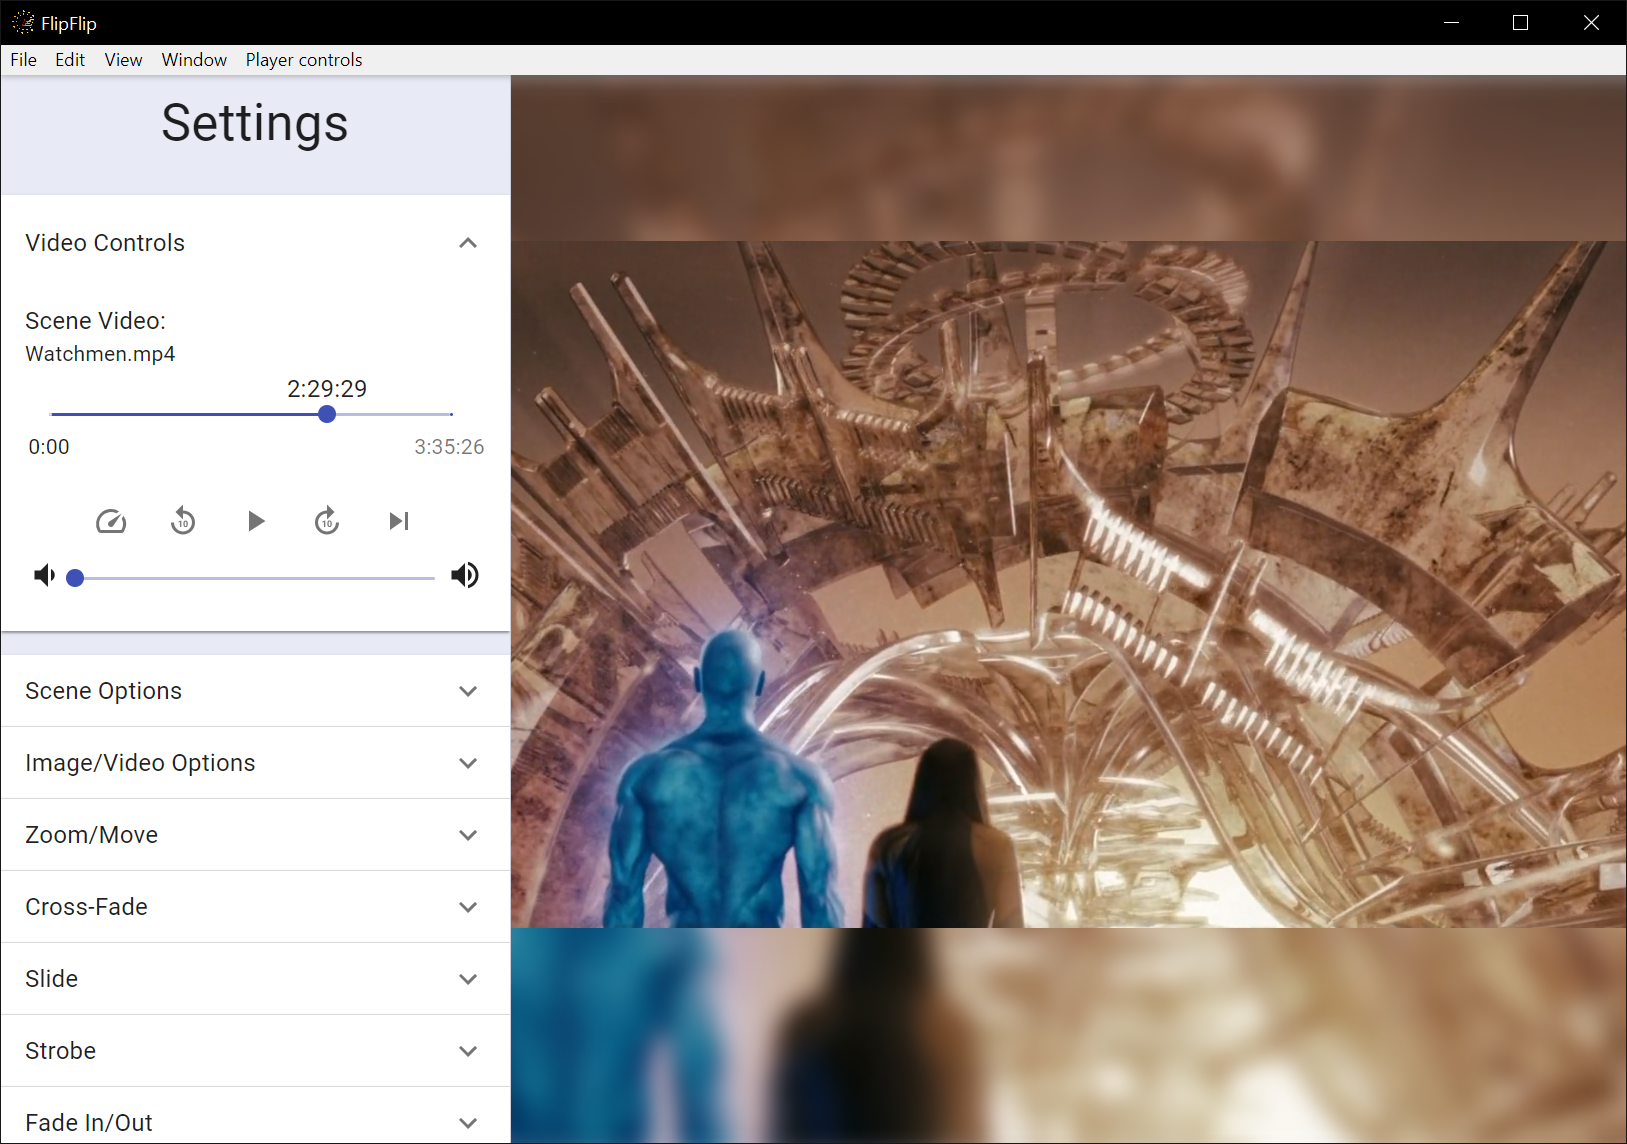 FlipFlip
File Edit View Window Player controls
Settings
Video Controls
Scene Video:
Watchmen.mp4
2:29:29
0:00 3:35:26
10 10
Scene Options
Image/Video Options
Zoom/Move
Cross-Fade
Slide
Strobe
Fade In/Out